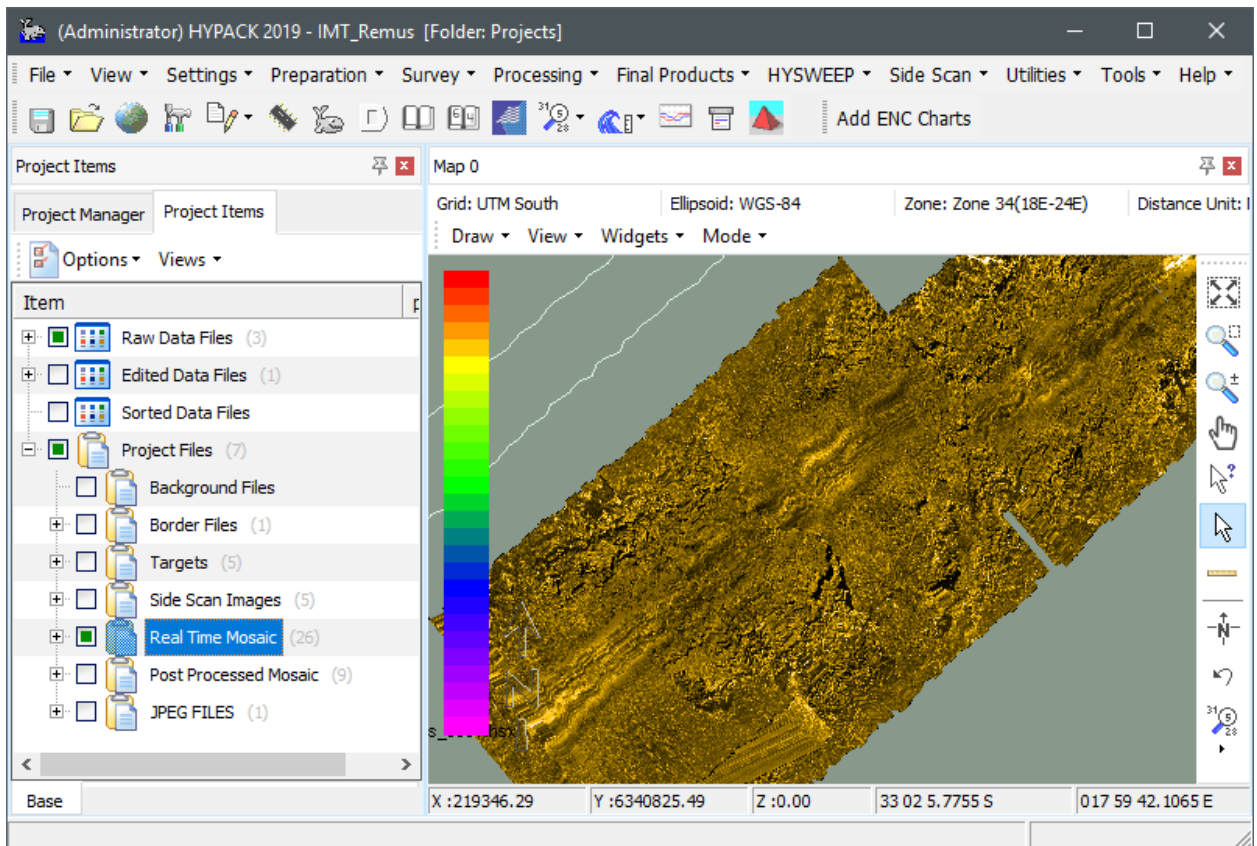 (Administrator) HYPACK 2019 - IMT_Remus [Folder: Projects]
File View Settings Preparation Survey Processing Final Products HYSWEEP Side Scan Utilities Tools Help
Add ENC Charts
Project Items
Project Manager Project Items
Options Views
Item
Raw Data Files (3)
Edited Data Files (1)
Sorted Data Files
Project Files (7)
Background Files
Border Files (1)
Targets (5)
Side Scan Images (5)
Real Time Mosaic (26)
Post Processed Mosaic (9)
JPEG FILES (1)
Base
Map 0
Grid: UTM South Ellipsoid: WGS-84 Zone: Zone 34(18E-24E) Distance Unit:
Draw View Widgets Mode
N
X :219346.29 Y :6340825.49 Z :0.00 33 02 5.7755 S 017 59 42.1065 E